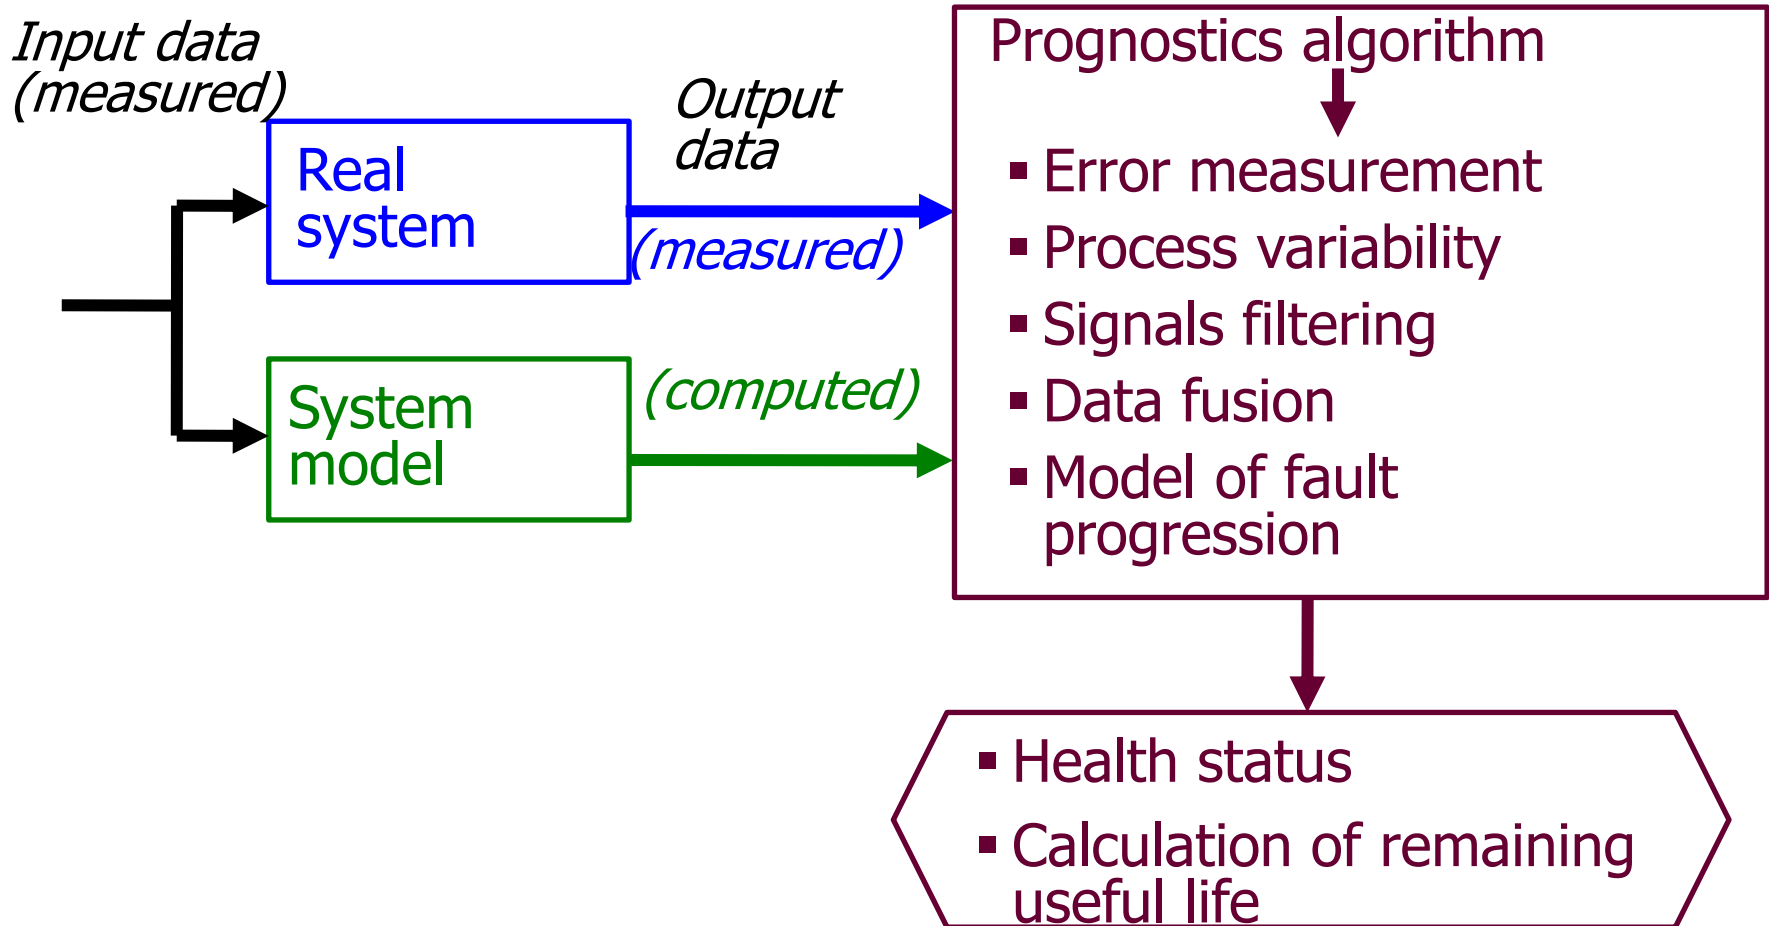 Input data
(measured)
Real
system
Output
data
(measured)
System
model
(computed)
Prognostics algorithm
▪ Error measurement
▪ Process variability
▪ Signals filtering
▪ Data fusion
▪ Model of fault
progression
▪ Health status
▪ Calculation of remaining
useful life